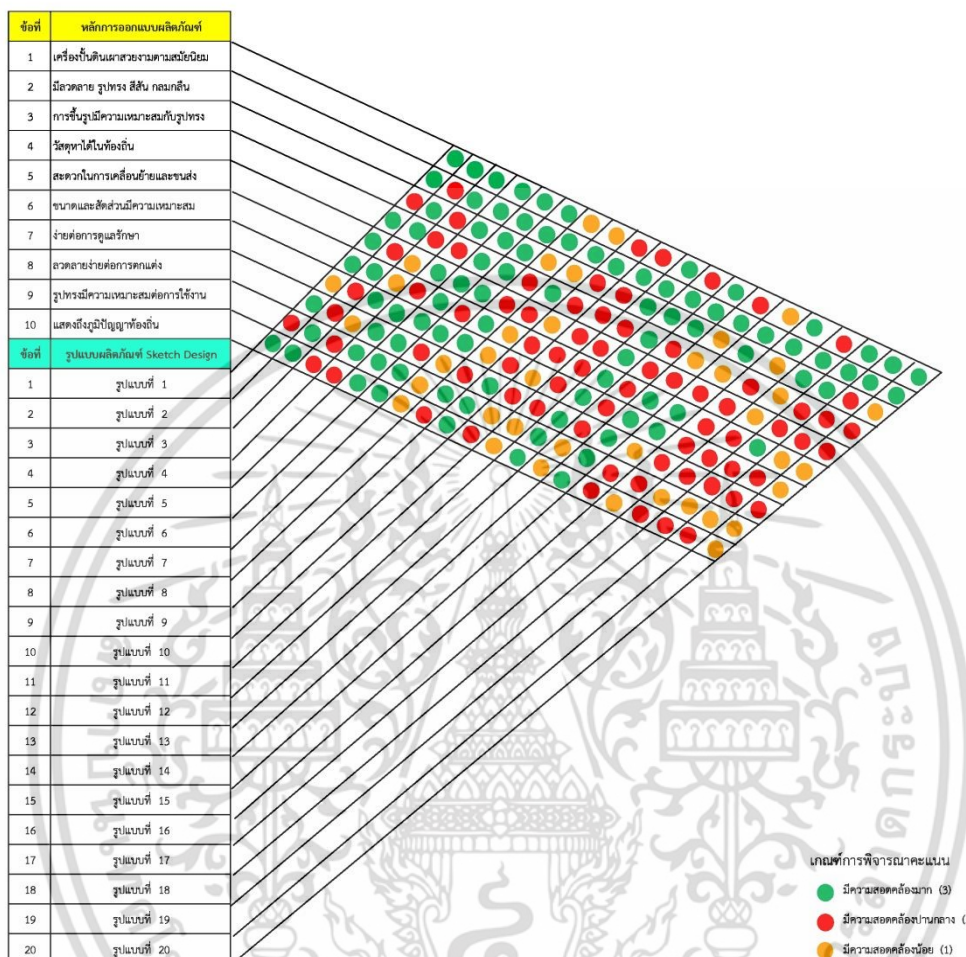 ข้อที่ หลักการออกแบบผลิตภัณฑ์
1 เครื่องปั้นดินเผาสวยงามตามสมัยนิยม
2 มีลวดลาย รูปทรง สีสัน กลมกลืน
3 การขึ้นรูปมีความเหมาะสมกับรูปทรง
4 วัสดุหาได้ในท้องถิ่น
5 สะดวกในการเคลื่อนย้ายและขนส่ง
6 ขนาดและสัดส่วนมีความเหมาะสม
7 ง่ายต่อการดูแลรักษา
8 ลวดลายง่ายต่อการตกแต่ง
9 รูปทรงมีความเหมาะสมต่อการใช้งาน
10 แสดงถึงภูมิปัญญาท้องถิ่น
ข้อที่ รูปแบบผลิตภัณฑ์ Sketch Design
1 รูปแบบที่ 1
2 รูปแบบที่ 2
3 รูปแบบที่ 3
4 รูปแบบที่ 4
5 รูปแบบที่ 5
6 รูปแบบที่ 6
7 รูปแบบที่ 7
8 รูปแบบที่ 8
9 รูปแบบที่ 9
10 รูปแบบที่ 10
11 รูปแบบที่ 11
12 รูปแบบที่ 12
13 รูปแบบที่ 13
14 รูปแบบที่ 14
15 รูปแบบที่ 15
16 รูปแบบที่ 16
17 รูปแบบที่ 17
18 รูปแบบที่ 18
19 รูปแบบที่ 19
20 รูปแบบที่ 20
เกณฑ์การพิจารณาคะแนน
มีความสอดคล้องมาก (3)
มีความสอดคล้องปานกลาง (
มีความสอดคล้องน้อย (1)